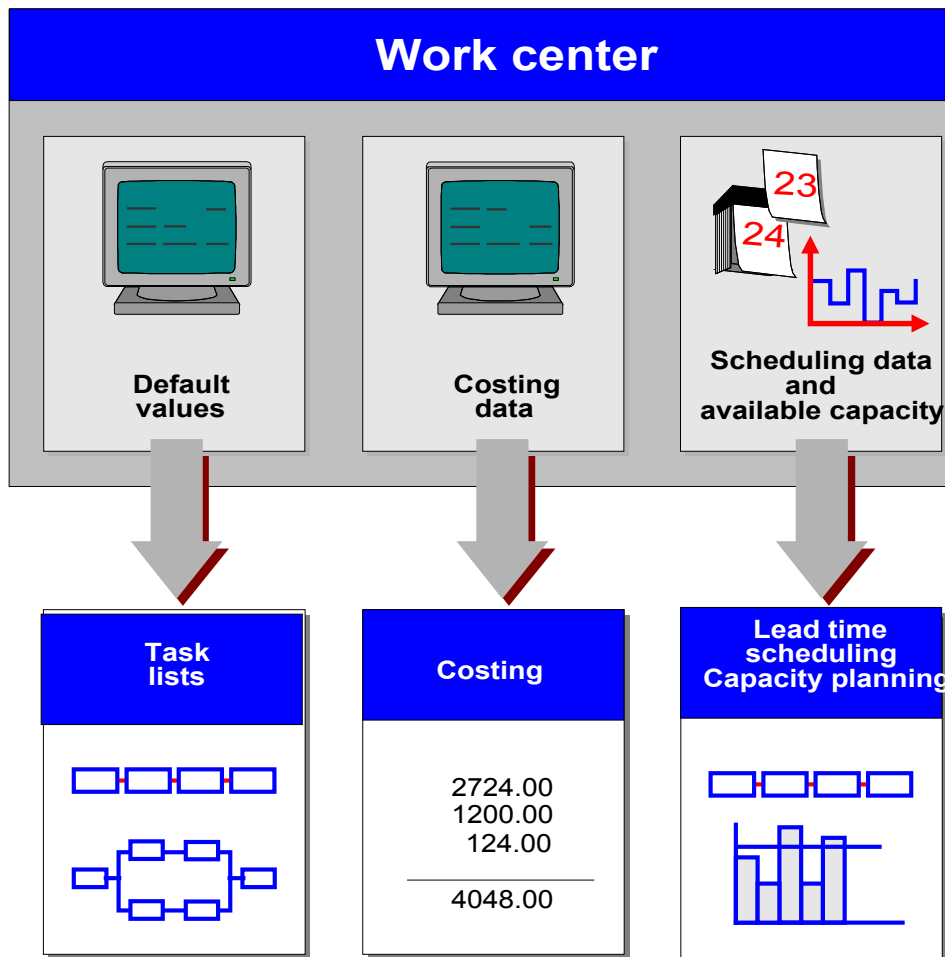 Work center
23
24
Default
values
Costing
data
Scheduling data
and
available capacity
Task
lists
Costing
Lead time
scheduling
Capacity planning
2724.00
1200.00
124.00
4048.00